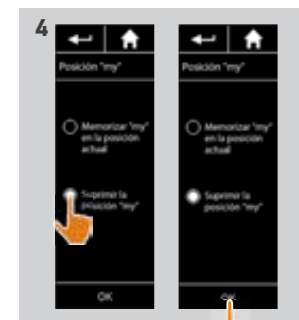 4
Posición "my"
Memorizar "my"
en la posición
actual
Suprimir la
posición "my"
OK
Posición "my"
Memorizar "my"
en la posición
actual
Suprimir la
posición "my"
OK